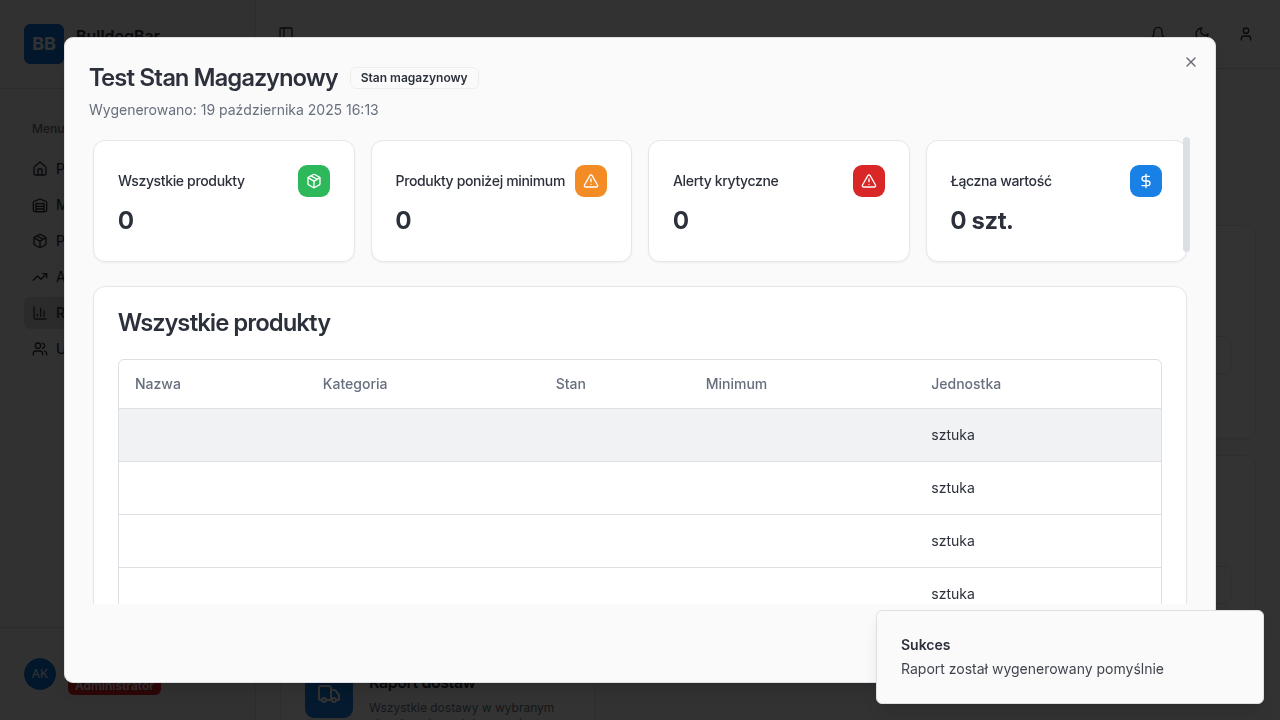 BB
BulldogBar
Test Stan Magazynowy
Stan magazynowy
Wygenerowano: 19 października 2025 16:13
Menu
Wszystkie produkty
0
Produkty poniżej minimum
0
Alerty krytyczne
0
Łączna wartość
0 szt.
Wszystkie produkty
Nazwa Kategoria Stan Minimum Jednostka
sztuka
sztuka
sztuka
sztuka
Sukces
Raport został wygenerowany pomyślnie
AK
Administrator
Raport dostaw
Wszystkie dostawy w wybranym